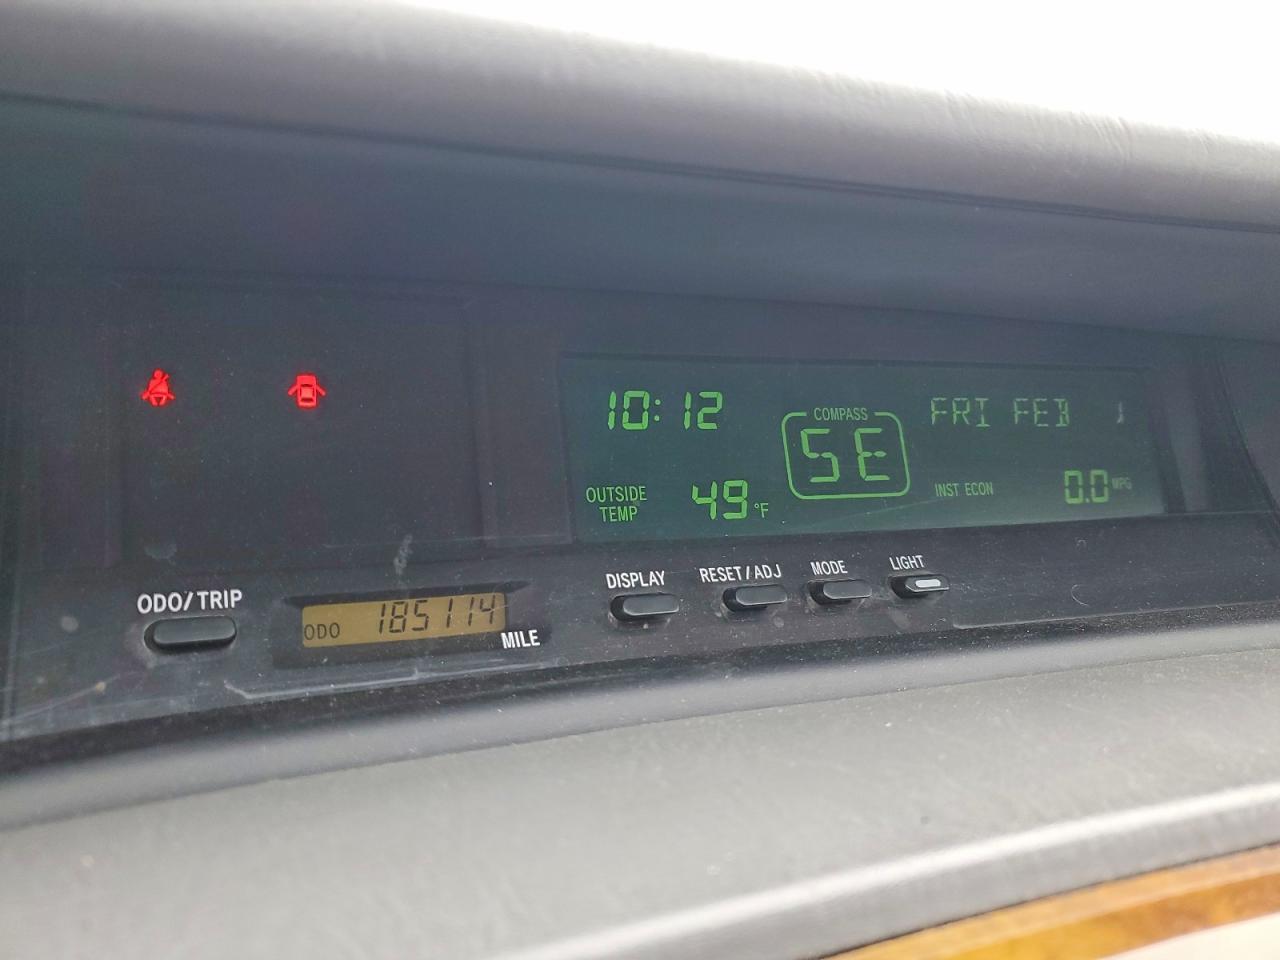 10:12
COMPASS
SE
FRI FEB 1
OUTSIDE
TEMP 49 °F
INST ECON 0.0 MPG
DISPLAY
RESET/ADJ
MODE
LIGHT
ODO/TRIP
ODO 185114
MILE